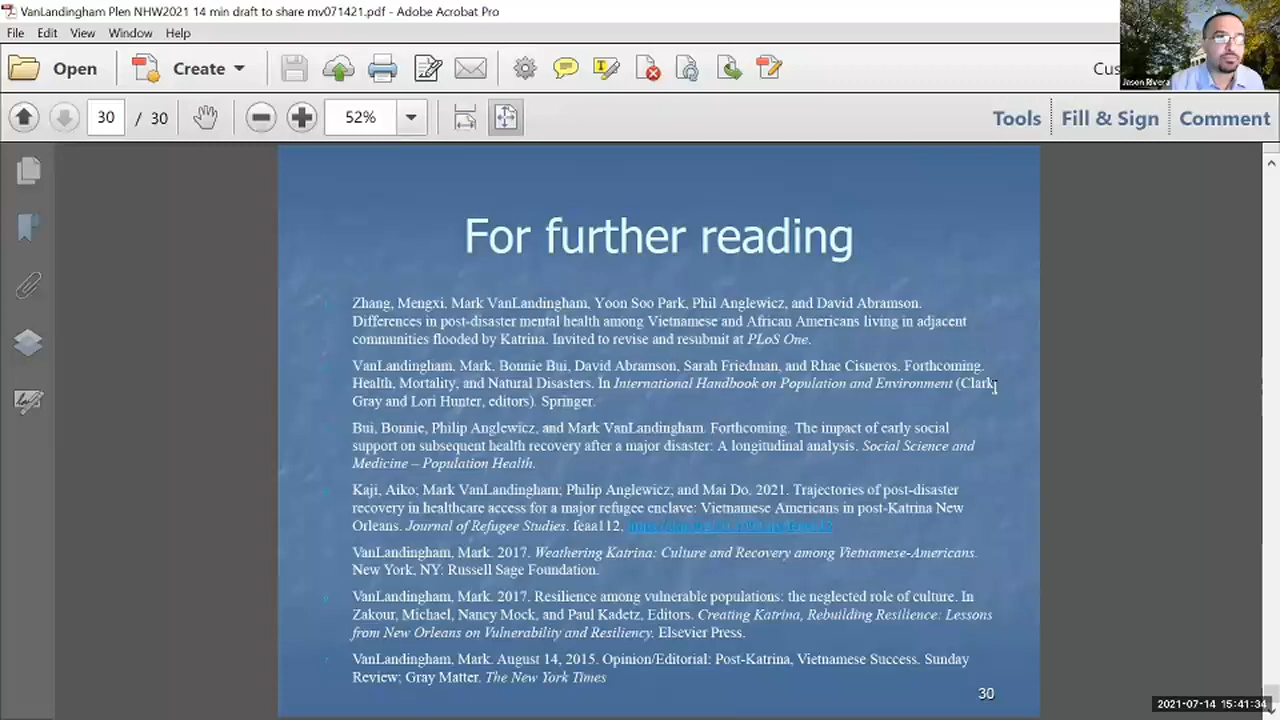 VanLandingham Plen NHW2021 14 min draft to share mv071421.pdf - Adobe Acrobat Pro
File Edit View Window Help
Open Create Cus
30 / 30 52% Tools Fill & Sign Comment
Jason Rivera
For further reading
Zhang, Mengxi, Mark VanLandingham, Yoon Soo Park, Phil Anglewicz, and David Abramson.
Differences in post-disaster mental health among Vietnamese and African Americans living in adjacent
communities flooded by Katrina. Invited to revise and resubmit at PLoS One.
VanLandingham, Mark, Bonnie Bui, David Abramson, Sarah Friedman, and Rhae Cisneros. Forthcoming.
Health, Mortality, and Natural Disasters. In International Handbook on Population and Environment (Clark
Gray and Lori Hunter, editors). Springer.
Bui, Bonnie, Philip Anglewicz, and Mark VanLandingham. Forthcoming. The impact of early social
support on subsequent health recovery after a major disaster: A longitudinal analysis. Social Science and
Medicine – Population Health.
Kaji, Aiko; Mark VanLandingham; Philip Anglewicz; and Mai Do. 2021. Trajectories of post-disaster
recovery in healthcare access for a major refugee enclave: Vietnamese Americans in post-Katrina New
Orleans. Journal of Refugee Studies. feaa112,
VanLandingham, Mark. 2017. Weathering Katrina: Culture and Recovery among Vietnamese-Americans.
New York, NY: Russell Sage Foundation.
VanLandingham, Mark. 2017. Resilience among vulnerable populations: the neglected role of culture. In
Zakour, Michael, Nancy Mock, and Paul Kadetz, Editors. Creating Katrina, Rebuilding Resilience: Lessons
from New Orleans on Vulnerability and Resiliency. Elsevier Press.
VanLandingham, Mark. August 14, 2015. Opinion/Editorial: Post-Katrina, Vietnamese Success. Sunday
Review; Gray Matter. The New York Times
30
2021-07-14 15:41:34